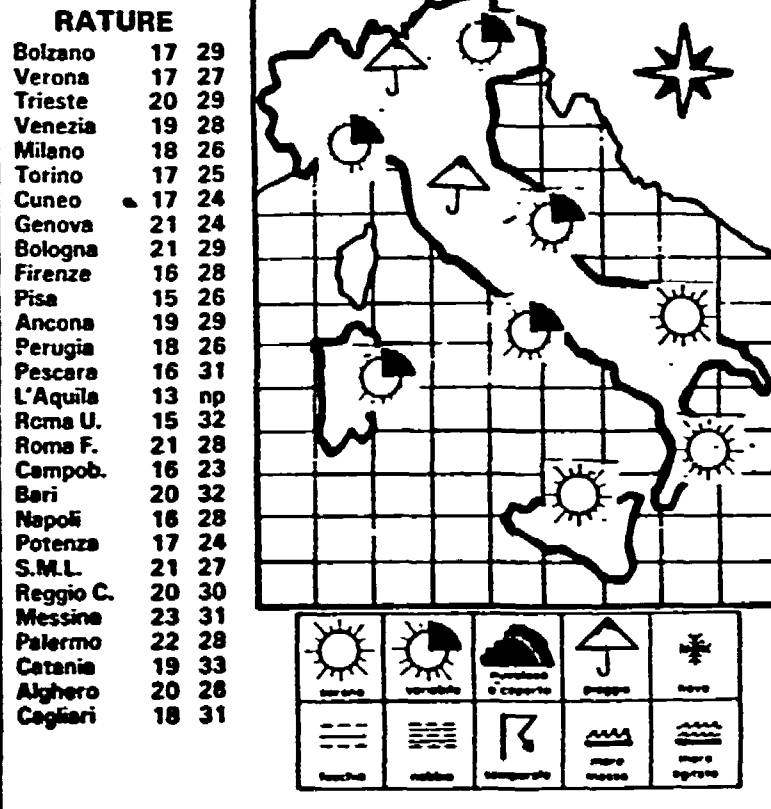 RATURE
Bolzano 17 29
Verona 17 27
Trieste 20 29
Venezia 19 28
Milano 18 26
Torino 17 25
Cuneo 17 24
Genova 21 24
Bologna 21 29
Firenze 16 28
Pisa 15 26
Ancona 19 29
Perugia 18 26
Pescara 16 31
L'Aquila 13 np
Roma U. 15 32
Roma F. 21 28
Campob. 16 23
Bari 20 32
Napoli 16 28
Potenza 17 24
S.M.L. 21 27
Reggio C. 20 30
Messina 23 31
Palermo 22 28
Catania 19 33
Alghero 20 28
Cagliari 18 31
sereno variabile nuvoloso o coperto pioggia neve
foschia nebbia temporale mare mosso mare agitato